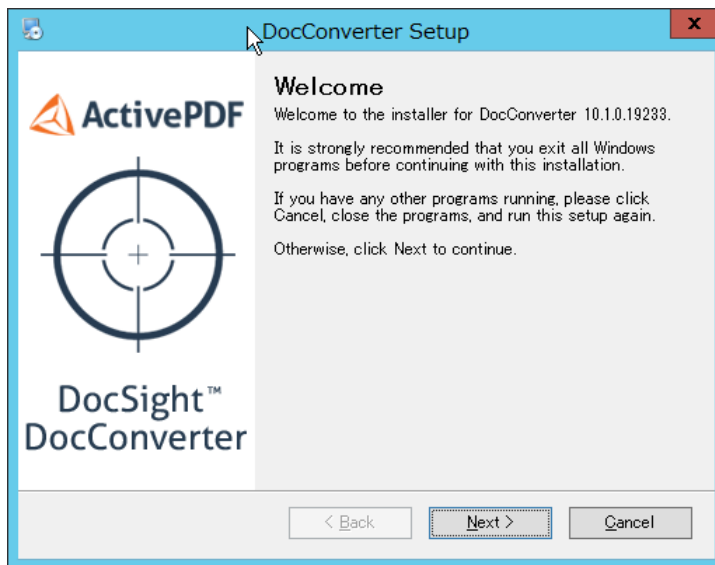 DocConverter Setup
x
ActivePDF
DocSight™
DocConverter
Welcome
Welcome to the installer for DocConverter 10.1.0.19233.
It is strongly recommended that you exit all Windows
programs before continuing with this installation.
If you have any other programs running, please click
Cancel, close the programs, and run this setup again.
Otherwise, click Next to continue.
< Back
Next >
Cancel